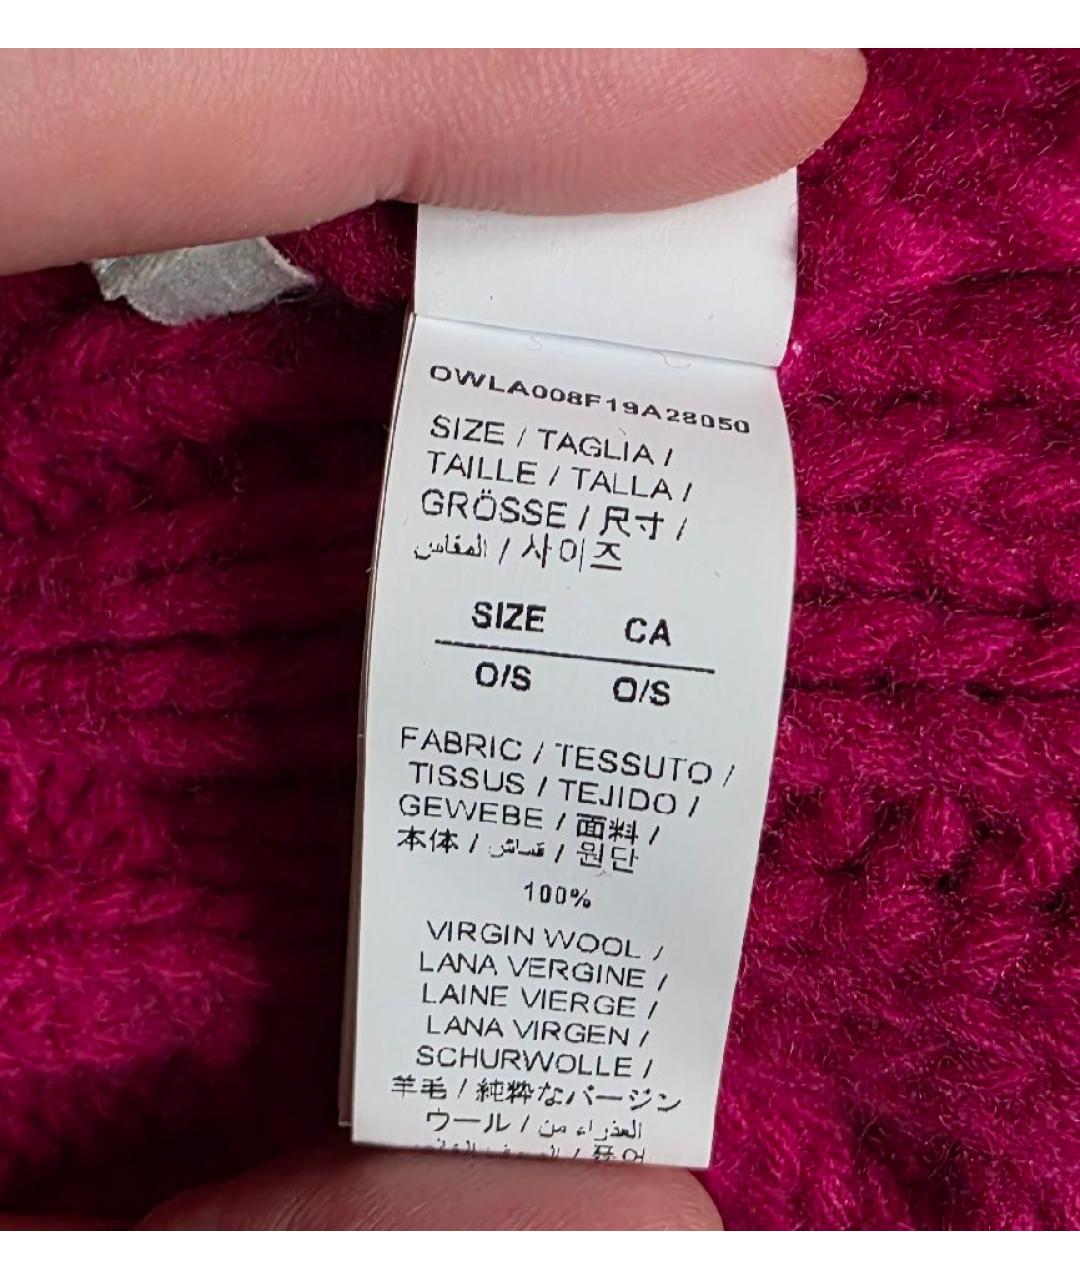 OWLA008F19A28050
SIZE / TAGLIA /
TAILLE / TALLA /
GRÖSSE / 尺寸 /
المقاس / 사이즈
SIZE CA
O/S O/S
FABRIC / TESSUTO /
TISSUS / TEJIDO /
GEWEBE / 面料 /
本体 / قماش / 원단
100%
VIRGIN WOOL /
LANA VERGINE /
LAINE VIERGE /
LANA VIRGEN /
SCHURWOLLE /
羊毛 / 純粋なバージン
ウール / العذراء من